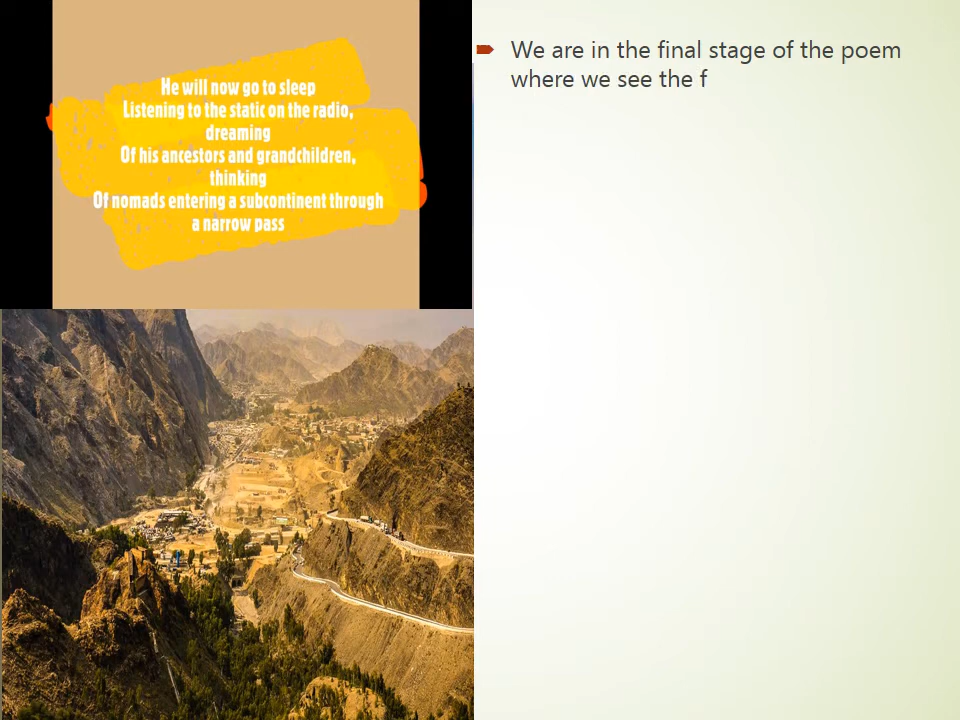 He will now go to sleep
Listening to the static on the radio,
dreaming
Of his ancestors and grandchildren,
thinking
Of nomads entering a subcontinent through
a narrow pass
We are in the final stage of the poem
where we see the f